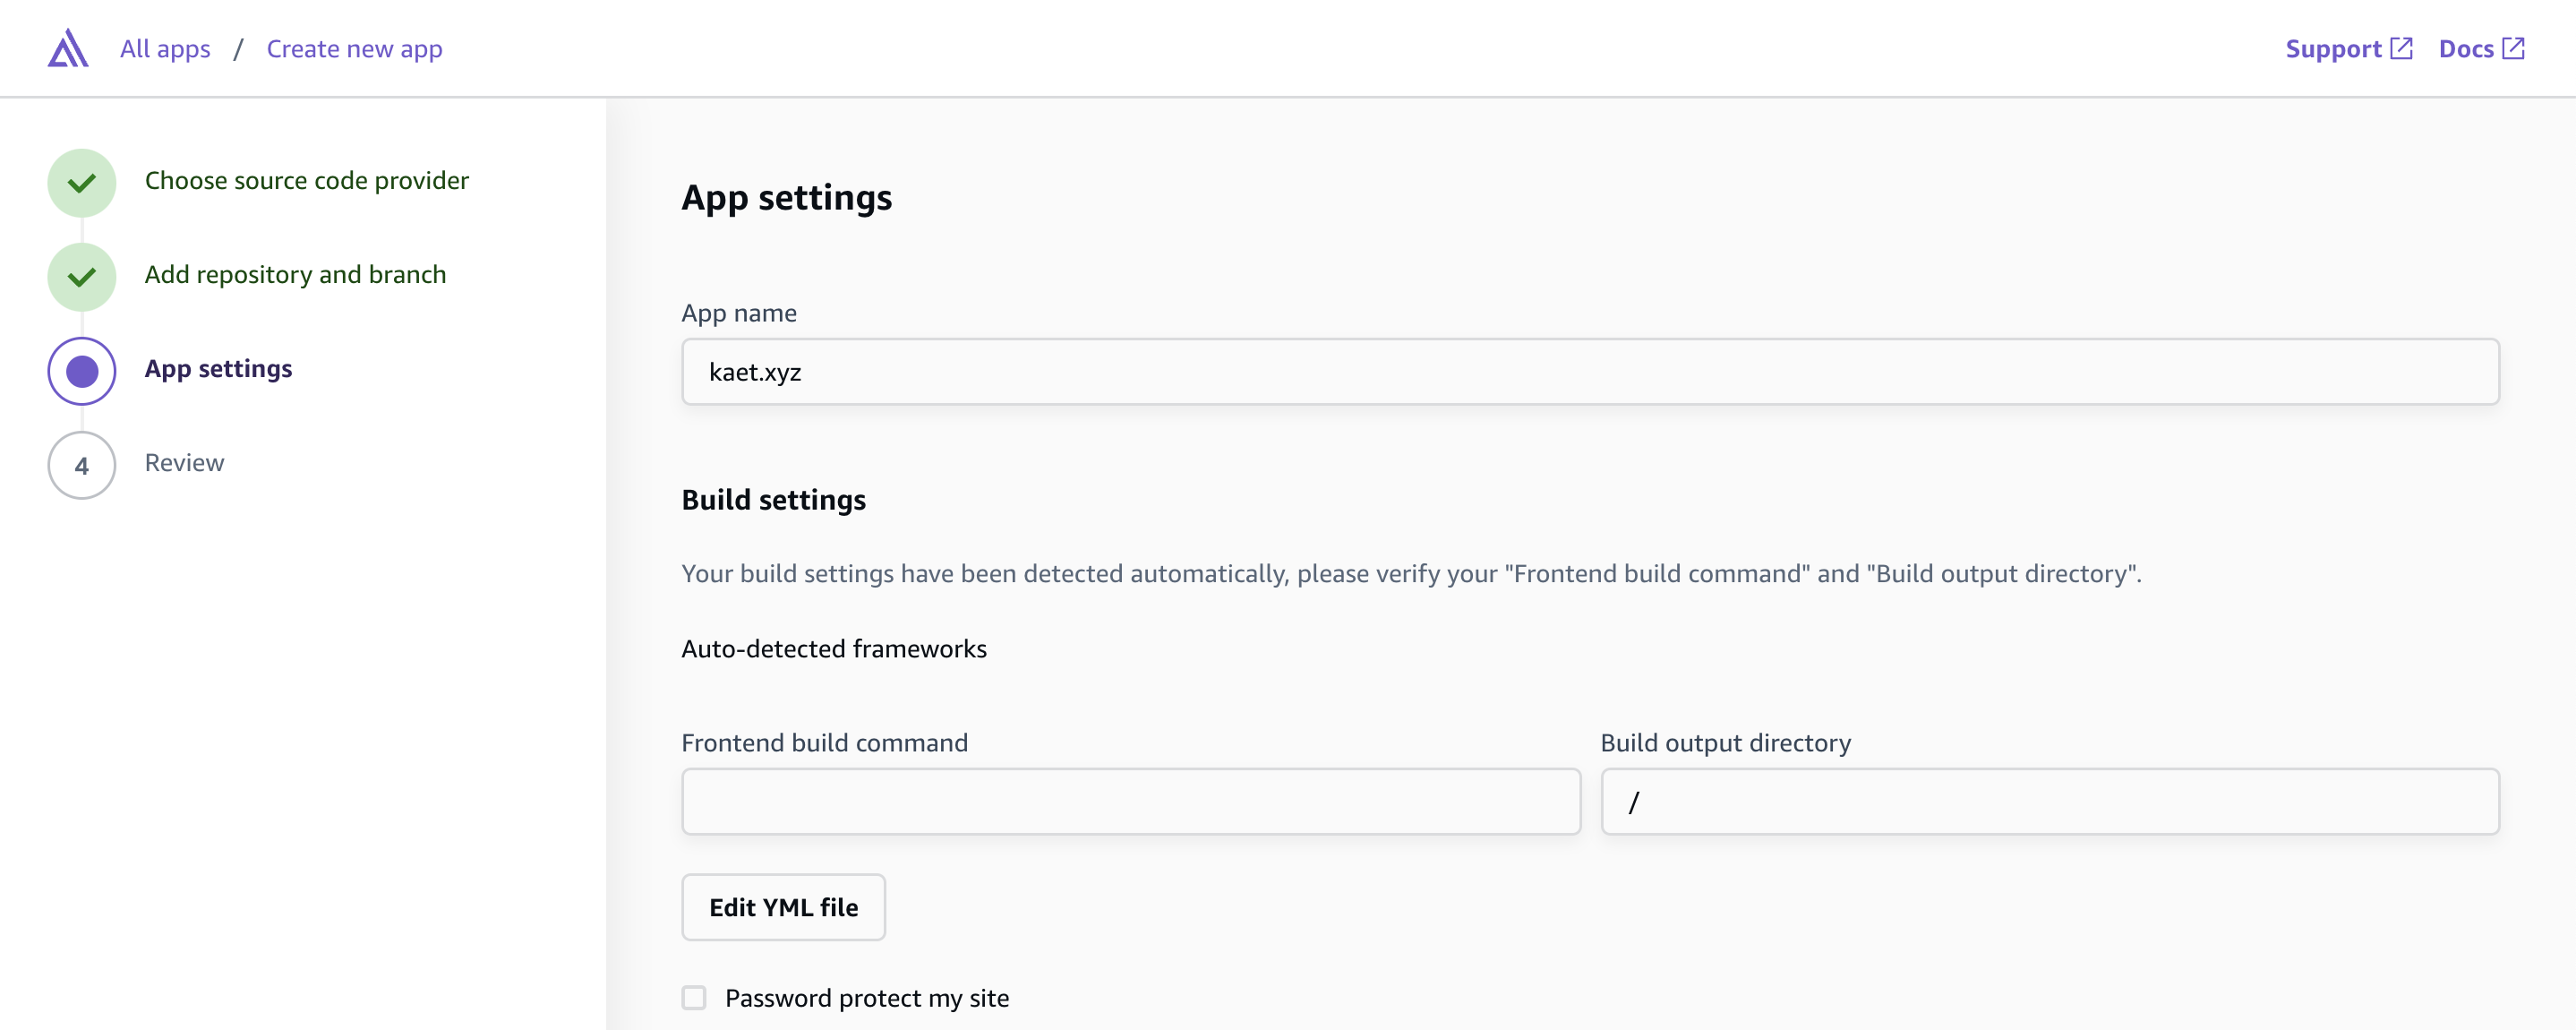 All apps / Create new app
Support Docs
Choose source code provider
Add repository and branch
App settings
4 Review
App settings
App name
kaet.xyz
Build settings
Your build settings have been detected automatically, please verify your "Frontend build command" and "Build output directory".
Auto-detected frameworks
Frontend build command
Build output directory
/
Edit YML file
Password protect my site